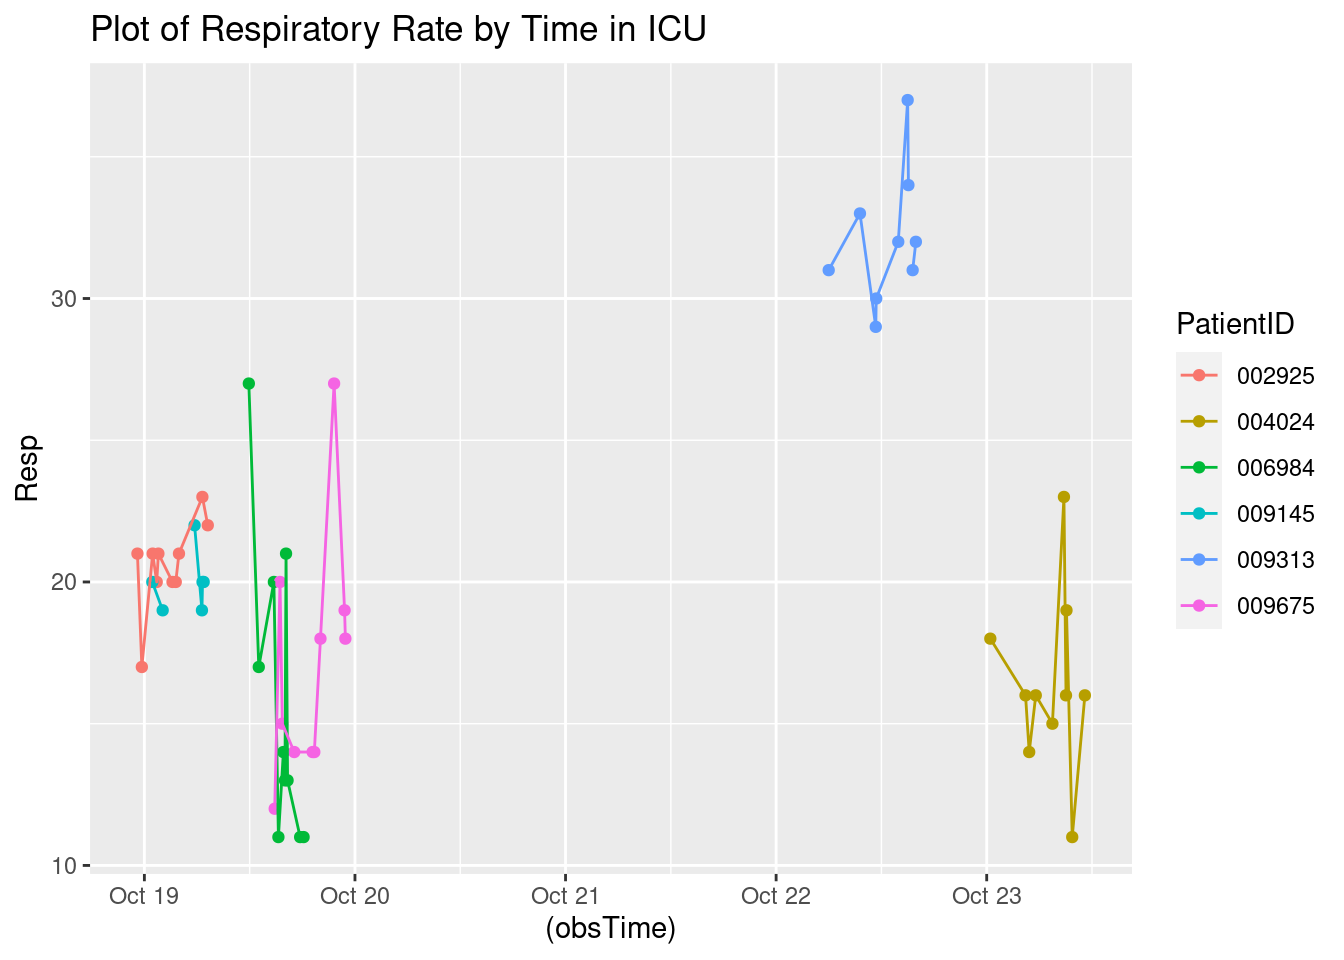 Plot of Respiratory Rate by Time in ICU
Resp
30
20
10
Oct 19
Oct 20
Oct 21
Oct 22
Oct 23
(obsTime)
PatientID
002925
004024
006984
009145
009313
009675